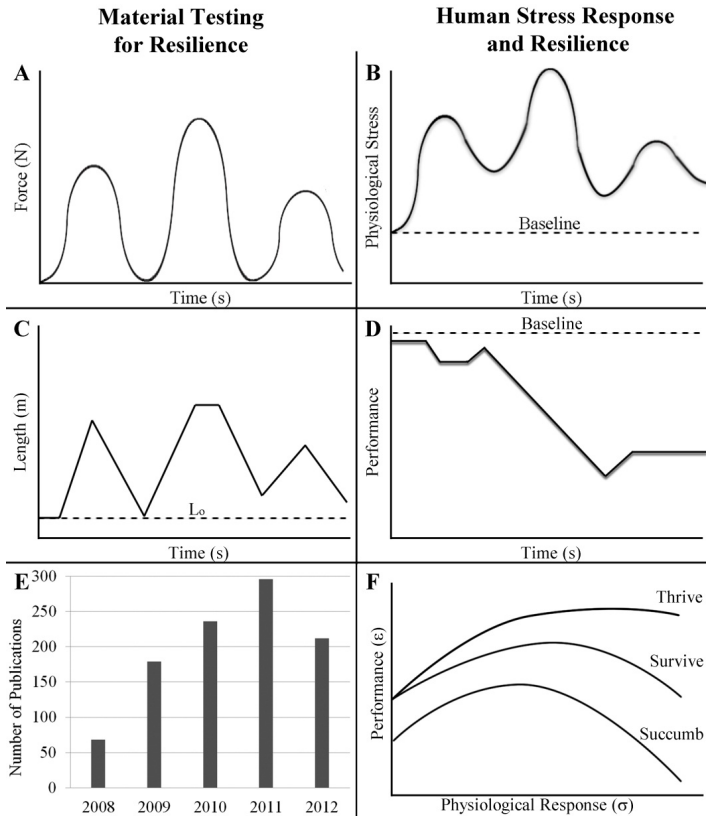 Material Testing
for Resilience
Human Stress Response
and Resilience
A
Force (N)
Time (s)
B
Physiological Stress
Baseline
Time (s)
C
Length (m)
Lo
Time (s)
D
Baseline
Performance
Time (s)
E
Number of Publications
300
250
200
150
100
50
0
2008 2009 2010 2011 2012
F
Performance (ε)
Thrive
Survive
Succumb
Physiological Response (σ)